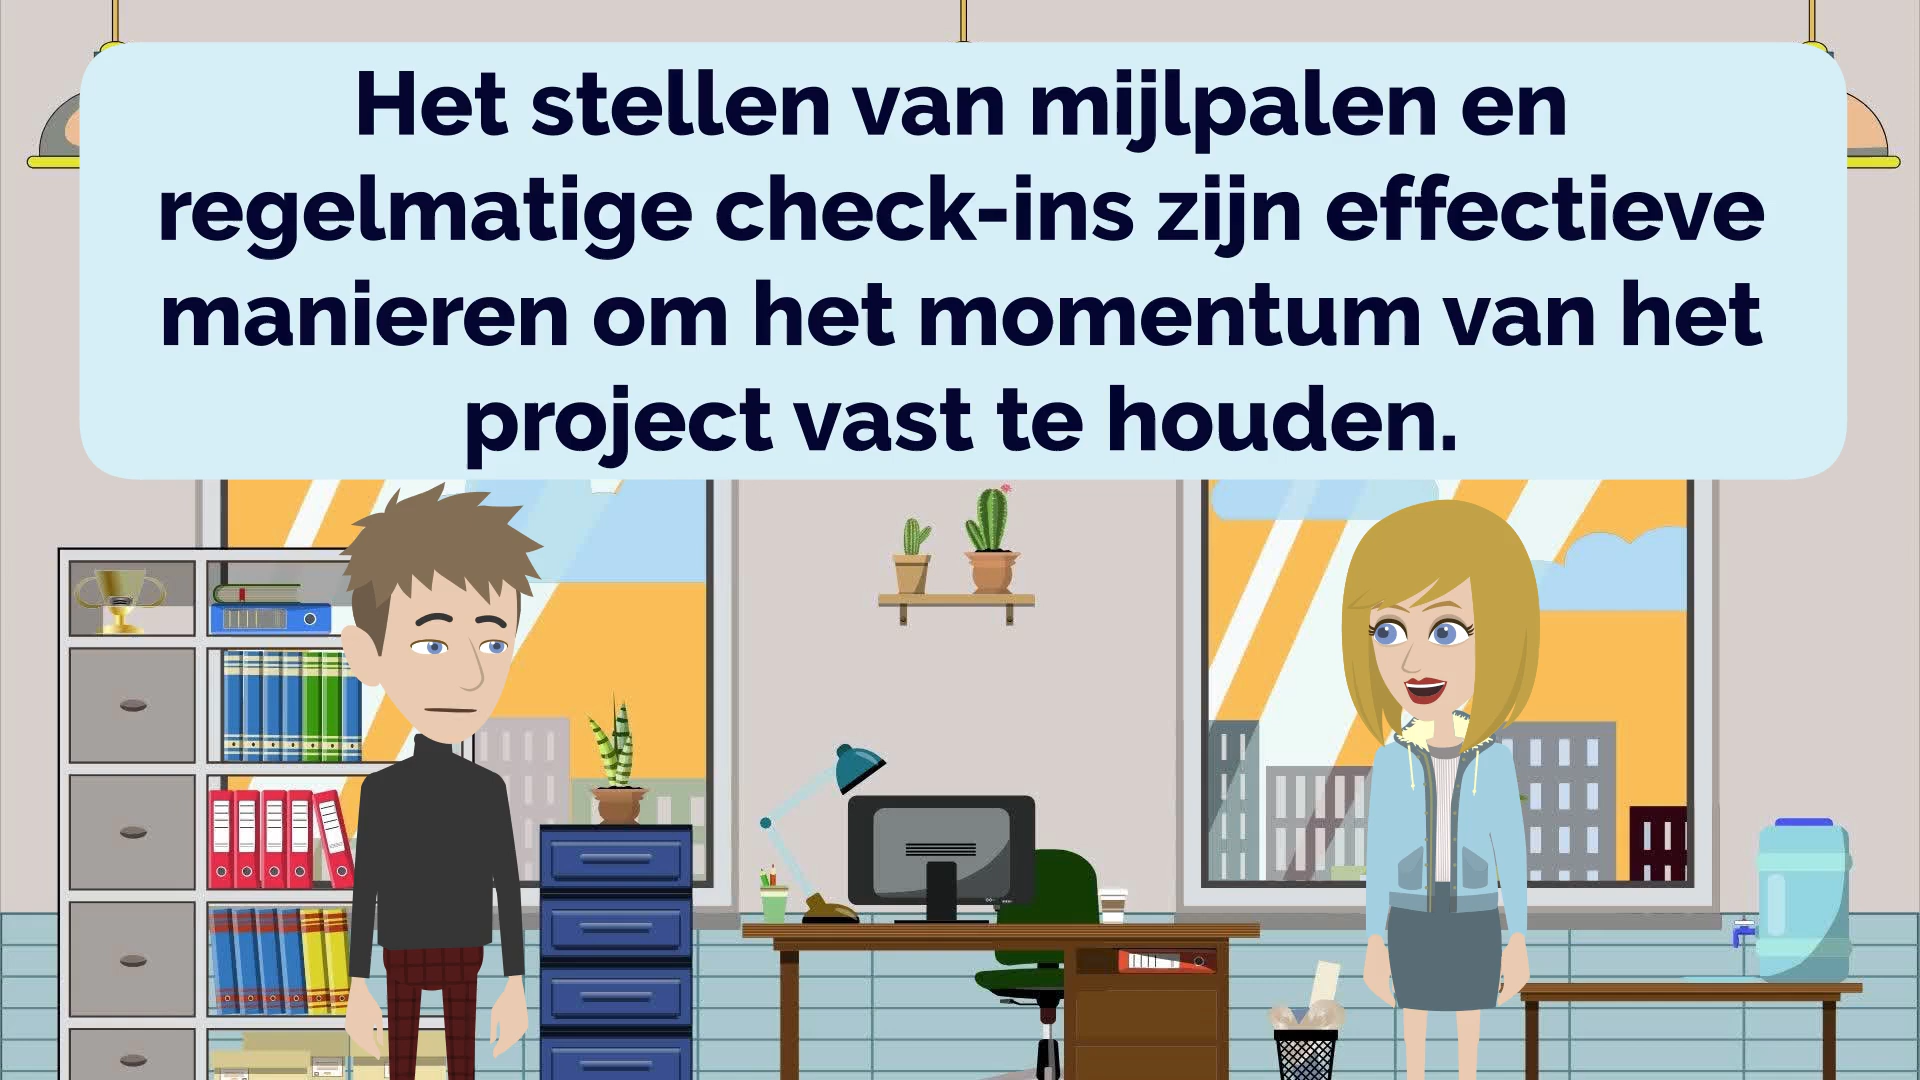 Het stellen van mijlpalen en
regelmatige check-ins zijn effectieve
manieren om het momentum van het
project vast te houden.